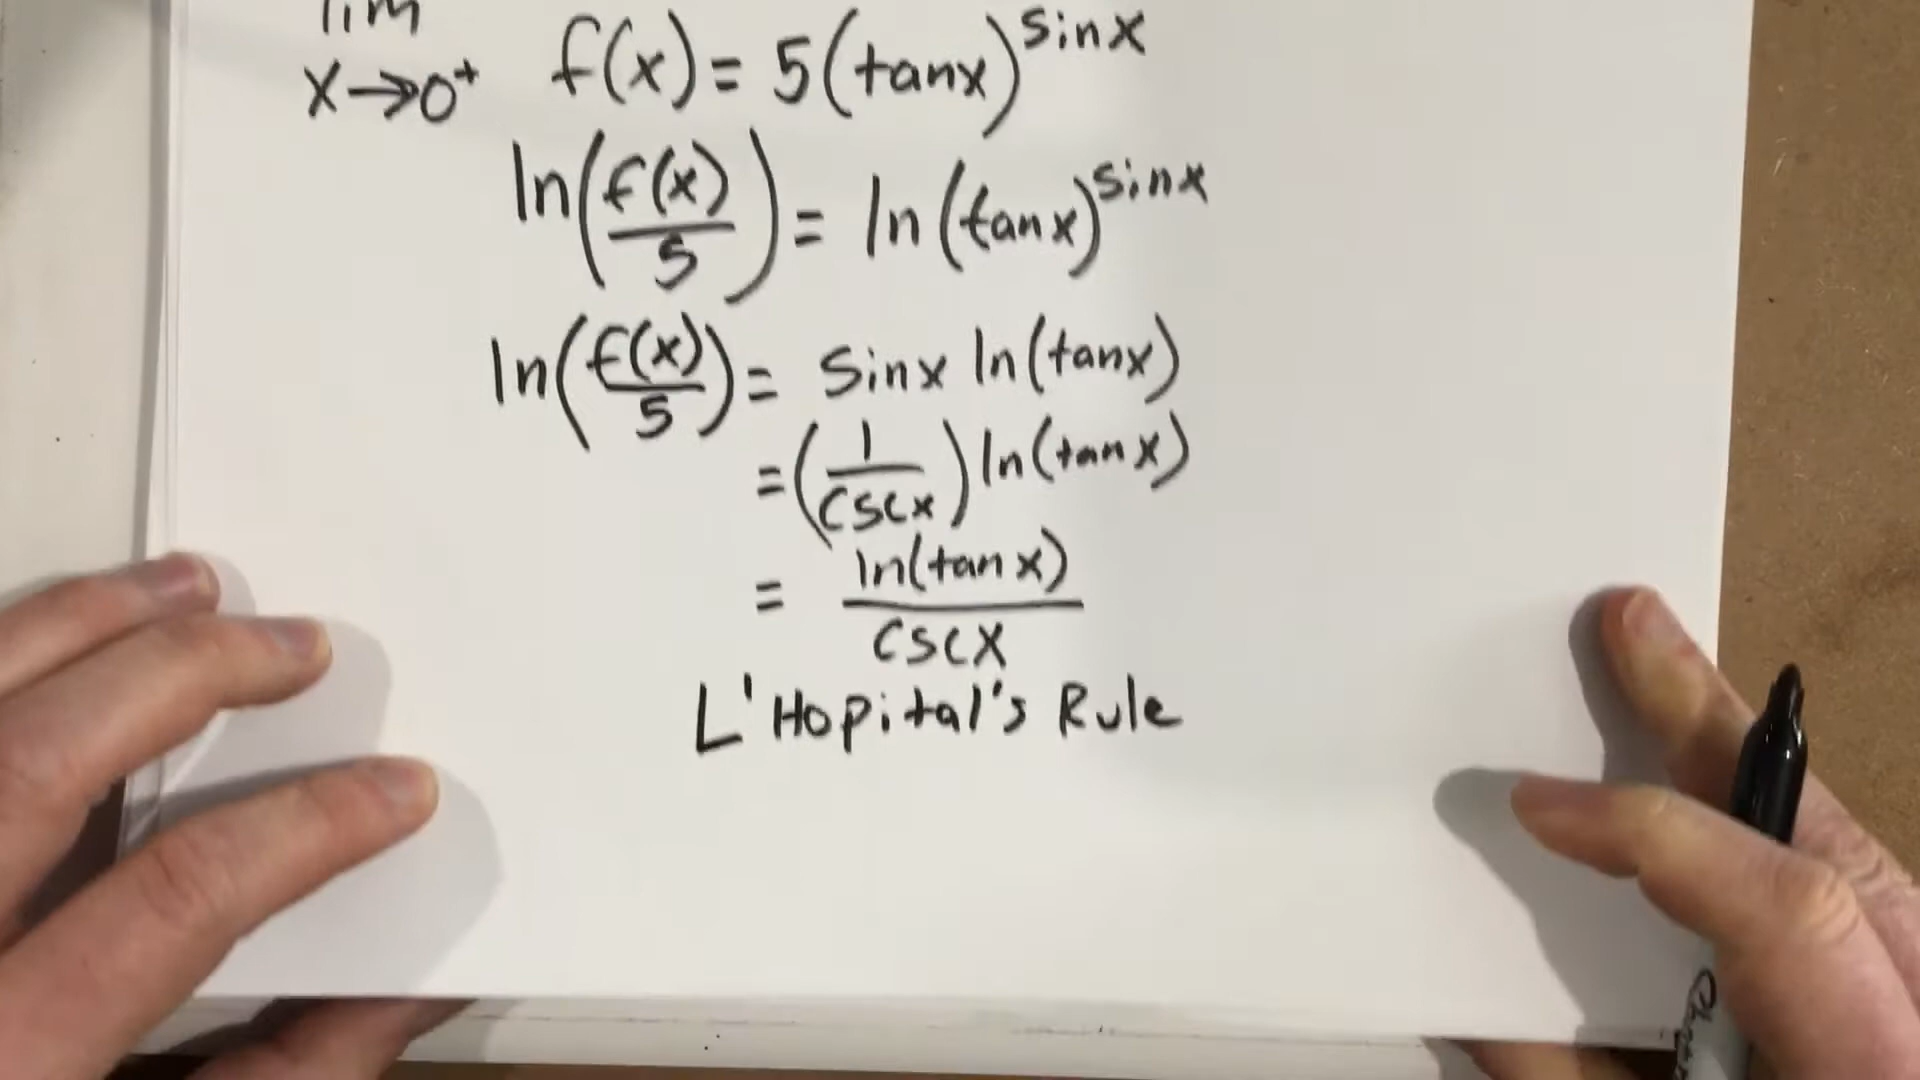 lim
x→0⁺ f(x) = 5(tanx)^sinx
ln(f(x)/5) = ln(tanx)^sinx
ln(f(x)/5) = sinx ln(tanx)
= (1/cscx) ln(tanx)
= ln(tanx)/cscx
L'Hopital's Rule